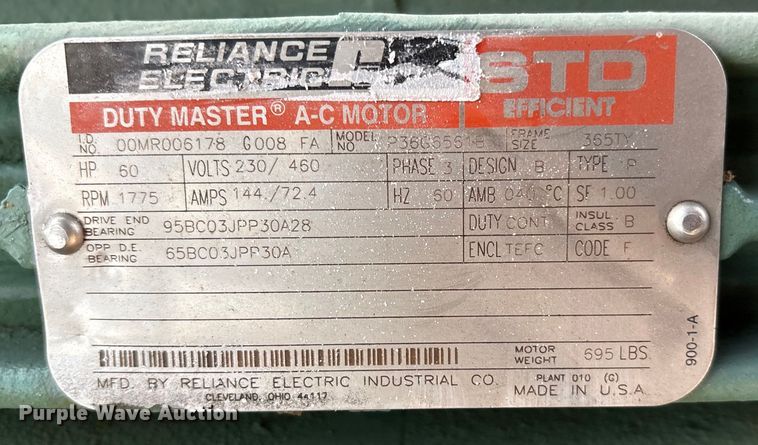 RELIANCE STD
ELECTRIC EFFICIENT
DUTY MASTER® A-C MOTOR
I.D. NO. 00MR006178 G008 FA MODEL NO FRAME SIZE 365TY
HP 60 VOLTS 230/460 PHASE 3 DESIGN B TYPE P
RPM 1775 AMPS 144./72.4 HZ 60 AMB 040 °C SF 1.00
DRIVE END BEARING 95BC03JPP30A28 DUTY CONT INSUL CLASS B
OPP D.E. BEARING 65BC03JPP30A ENCL TEFC CODE F
MOTOR WEIGHT 695 LBS
MFD. BY RELIANCE ELECTRIC INDUSTRIAL CO. PLANT 010 (G)
CLEVELAND, OHIO 44117 MADE IN U.S.A.
900-1-A
Purple Wave Auction